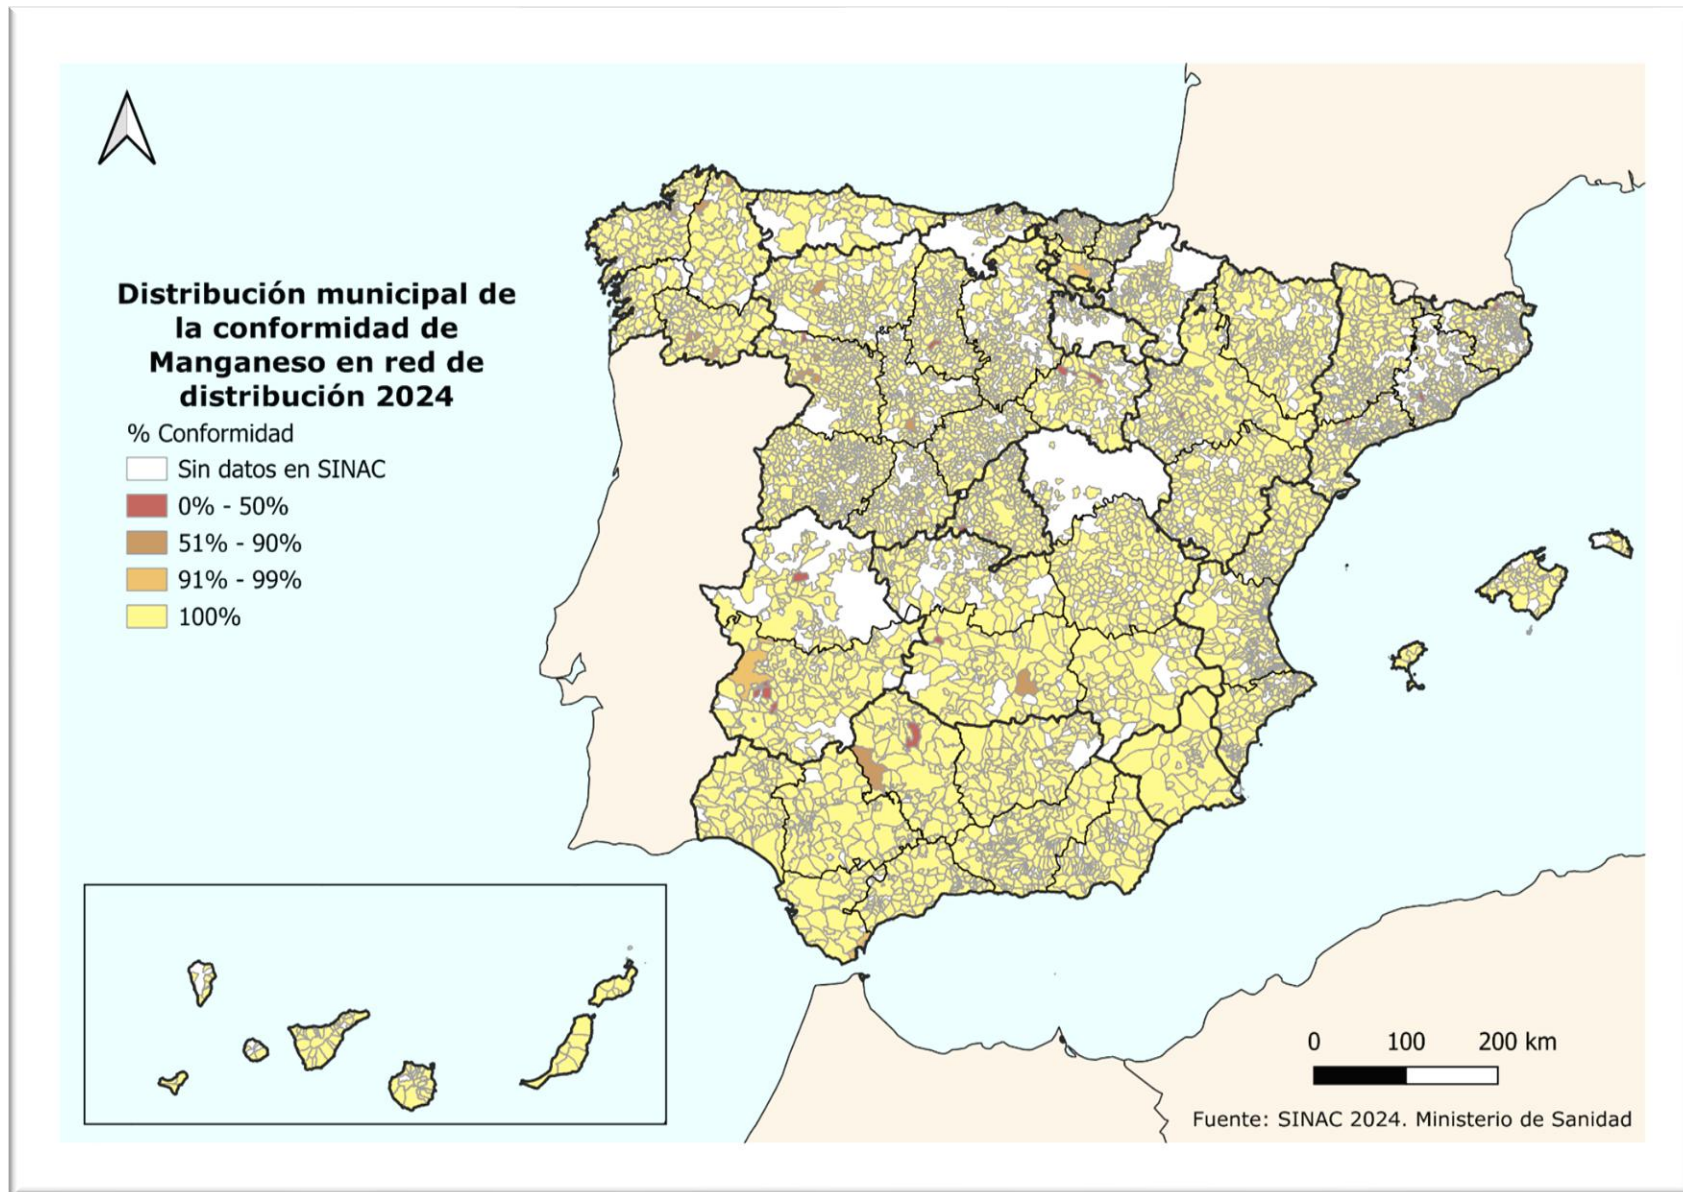 Distribución municipal de
la conformidad de
Manganeso en red de
distribución 2024
% Conformidad
Sin datos en SINAC
0% - 50%
51% - 90%
91% - 99%
100%
0 100 200 km
Fuente: SINAC 2024. Ministerio de Sanidad